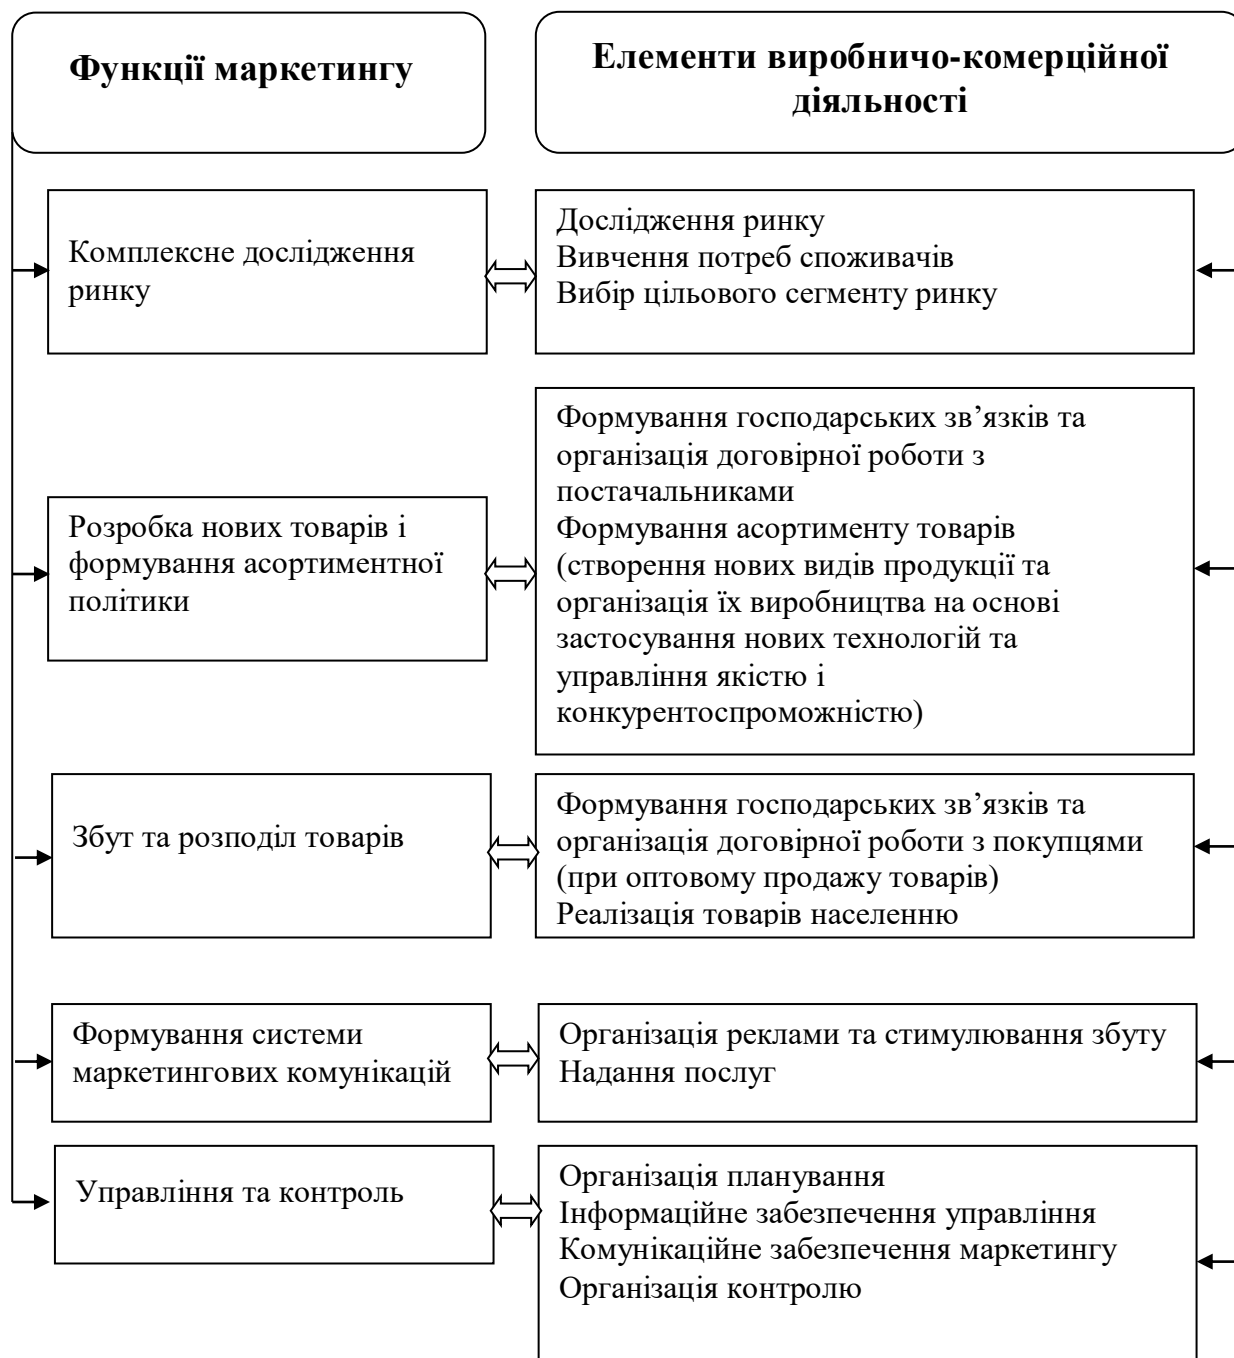 Функції маркетингу
Елементи виробничо-комерційної
діяльності
Комплексне дослідження
ринку
Дослідження ринку
Вивчення потреб споживачів
Вибір цільового сегменту ринку
Розробка нових товарів і
формування асортиментної
політики
Формування господарських зв’язків та
організація договірної роботи з
постачальниками
Формування асортименту товарів
(створення нових видів продукції та
організація їх виробництва на основі
застосування нових технологій та
управління якістю і
конкурентоспроможністю)
Збут та розподіл товарів
Формування господарських зв’язків та
організація договірної роботи з покупцями
(при оптовому продажу товарів)
Реалізація товарів населенню
Формування системи
маркетингових комунікацій
Організація реклами та стимулювання збуту
Надання послуг
Управління та контроль
Організація планування
Інформаційне забезпечення управління
Комунікаційне забезпечення маркетингу
Організація контролю